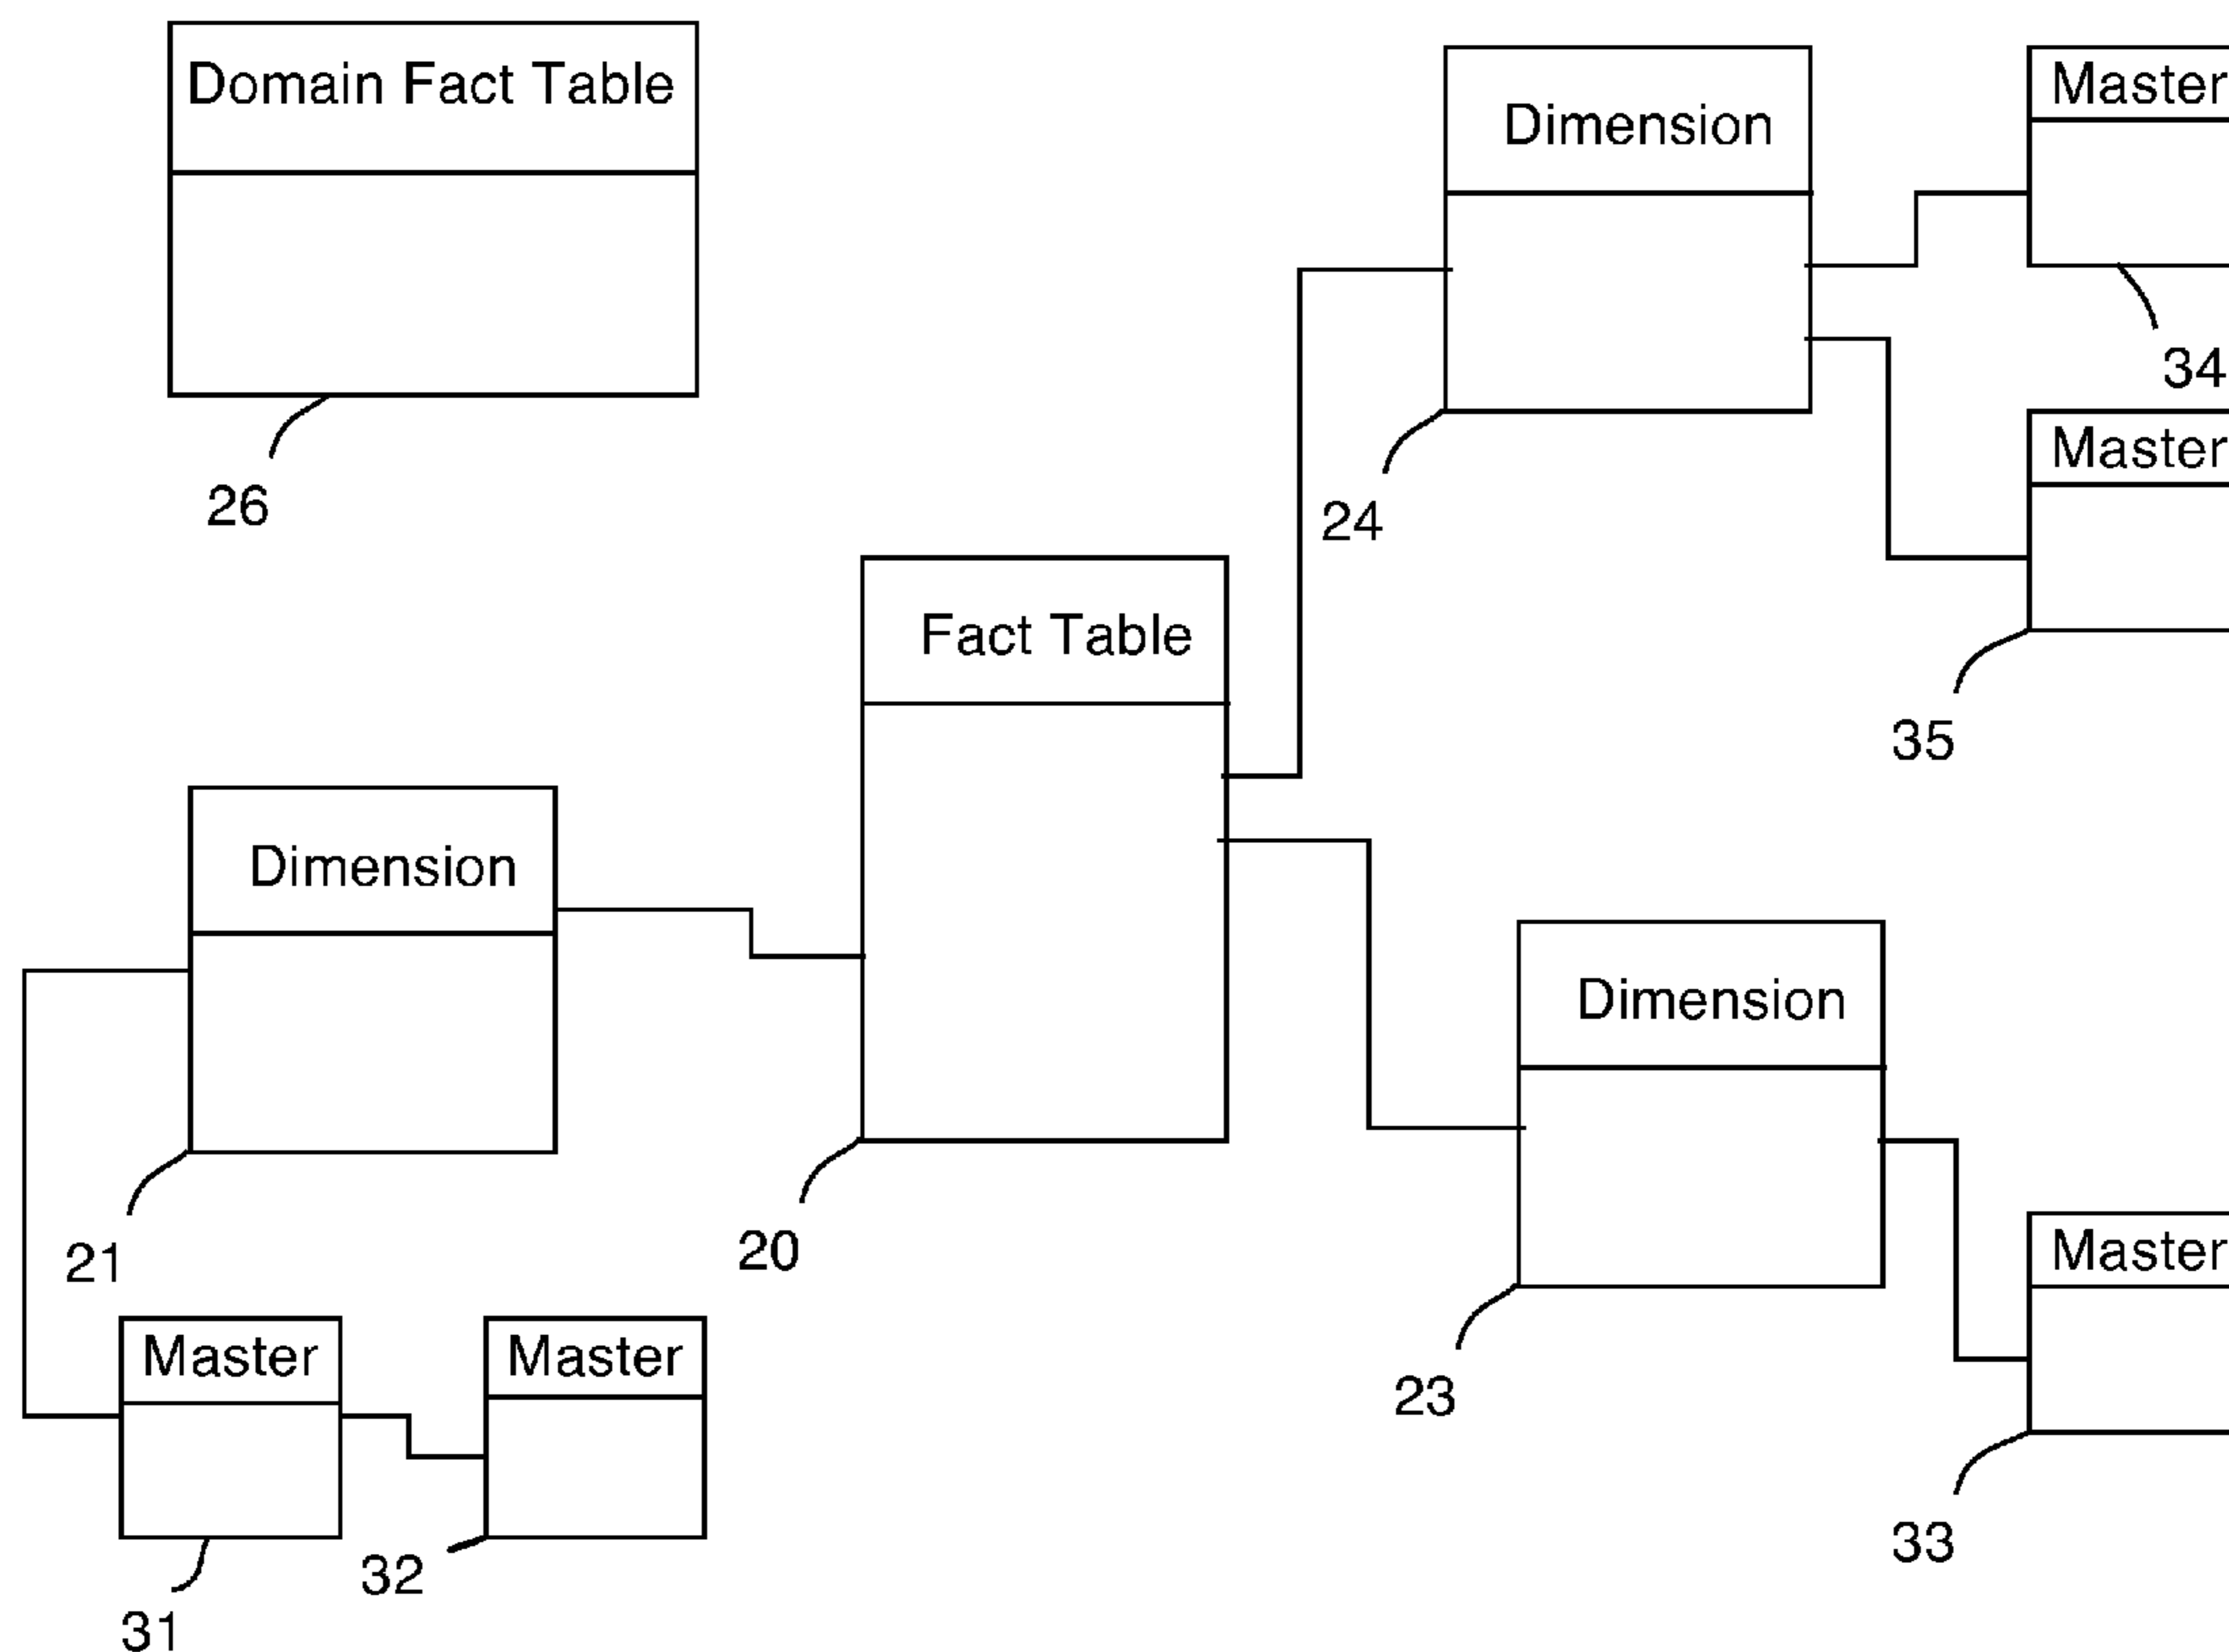 Domain Fact Table
26
Dimension
24
Master
34
Master
35
Fact Table
20
Dimension
21
Dimension
23
Master
31
Master
32
Master
33